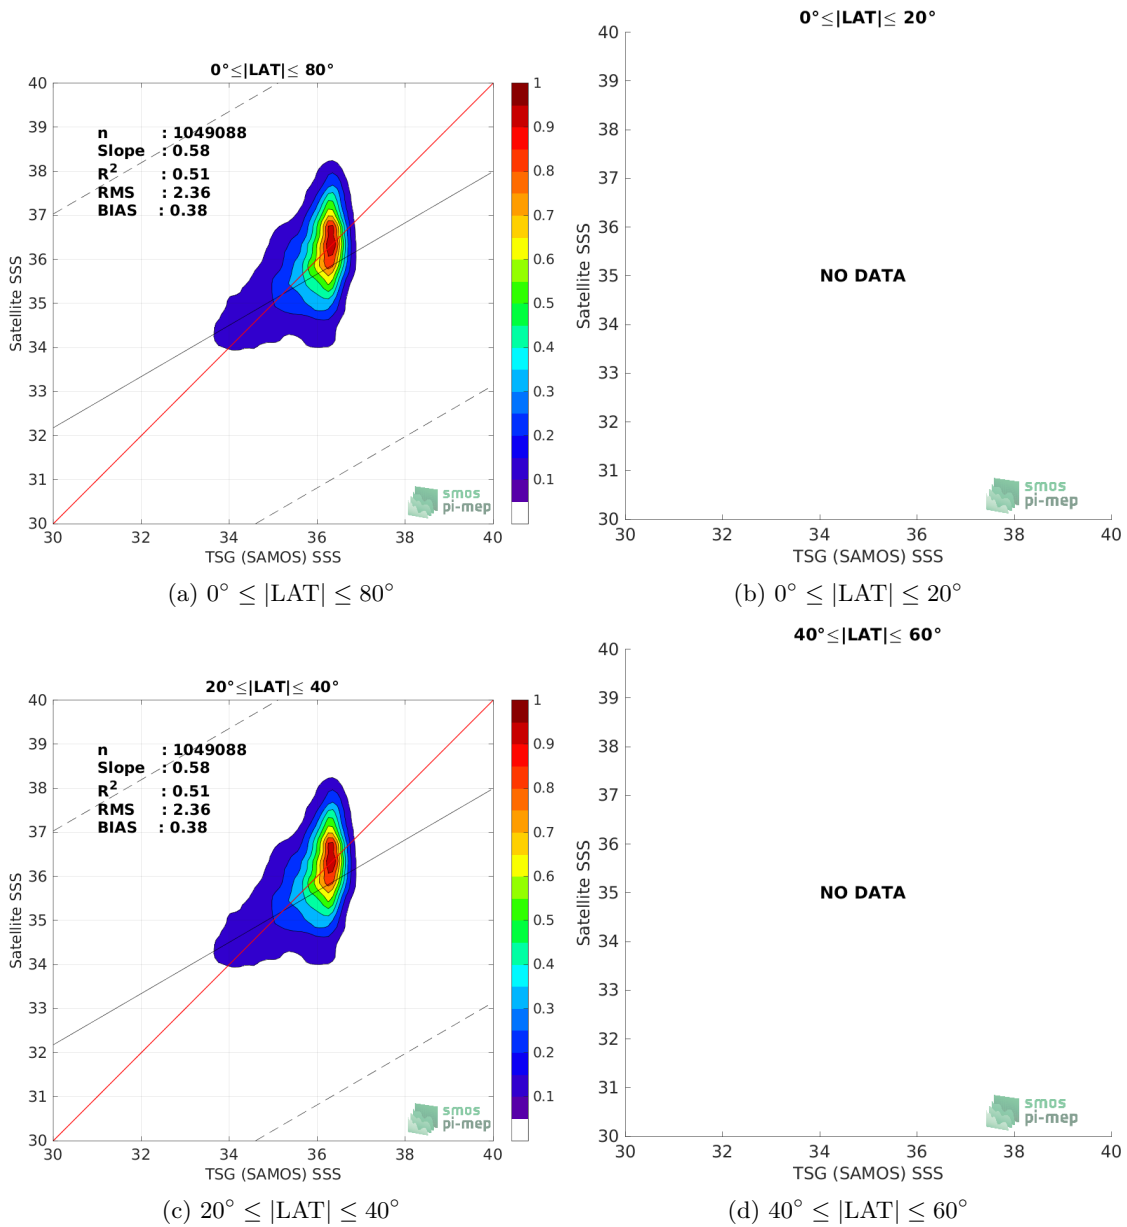 0°≤|LAT|≤ 80°
40
39
38
37
36
35
34
33
32
31
30
Satellite SSS
n : 1049088
Slope : 0.58
R2 : 0.51
RMS : 2.36
BIAS : 0.38
1
0.9
0.8
0.7
0.6
0.5
0.4
0.3
0.2
0.1
smos
pi-mep
30 32 34 36 38 40
TSG (SAMOS) SSS
(a) 0° ≤ |LAT| ≤ 80°
0°≤|LAT|≤ 20°
40
39
38
37
36
35
34
33
32
31
30
Satellite SSS
NO DATA
smos
pi-mep
30 32 34 36 38 40
TSG (SAMOS) SSS
(b) 0° ≤ |LAT| ≤ 20°
20°≤|LAT|≤ 40°
40
39
38
37
36
35
34
33
32
31
30
Satellite SSS
n : 1049088
Slope : 0.58
R2 : 0.51
RMS : 2.36
BIAS : 0.38
1
0.9
0.8
0.7
0.6
0.5
0.4
0.3
0.2
0.1
smos
pi-mep
30 32 34 36 38 40
TSG (SAMOS) SSS
(c) 20° ≤ |LAT| ≤ 40°
40°≤|LAT|≤ 60°
40
39
38
37
36
35
34
33
32
31
30
Satellite SSS
NO DATA
smos
pi-mep
30 32 34 36 38 40
TSG (SAMOS) SSS
(d) 40° ≤ |LAT| ≤ 60°